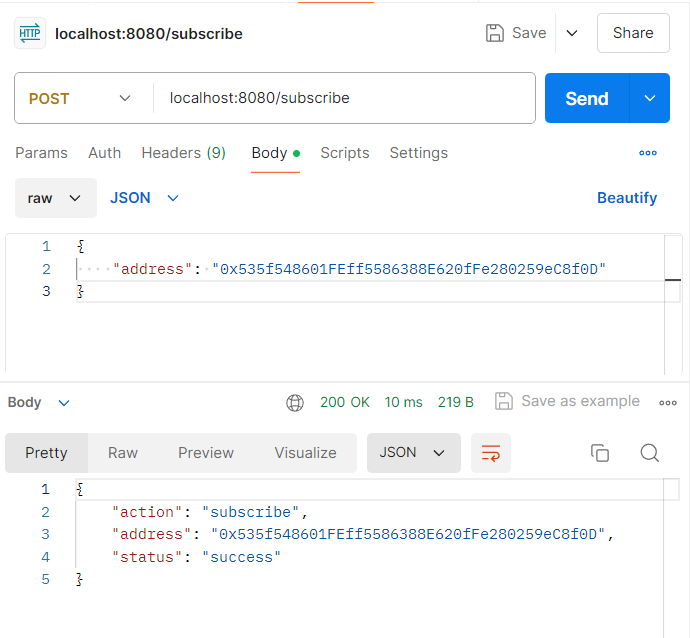 HTTP localhost:8080/subscribe Save Share
POST localhost:8080/subscribe Send
Params Auth Headers (9) Body Scripts Settings
raw JSON Beautify
1 {
2 "address": "0x535f548601FEff5586388E620fFe280259eC8f0D"
3 }
Body 200 OK 10 ms 219 B Save as example
Pretty Raw Preview Visualize JSON
1 {
2 "action": "subscribe",
3 "address": "0x535f548601FEff5586388E620fFe280259eC8f0D",
4 "status": "success"
5 }